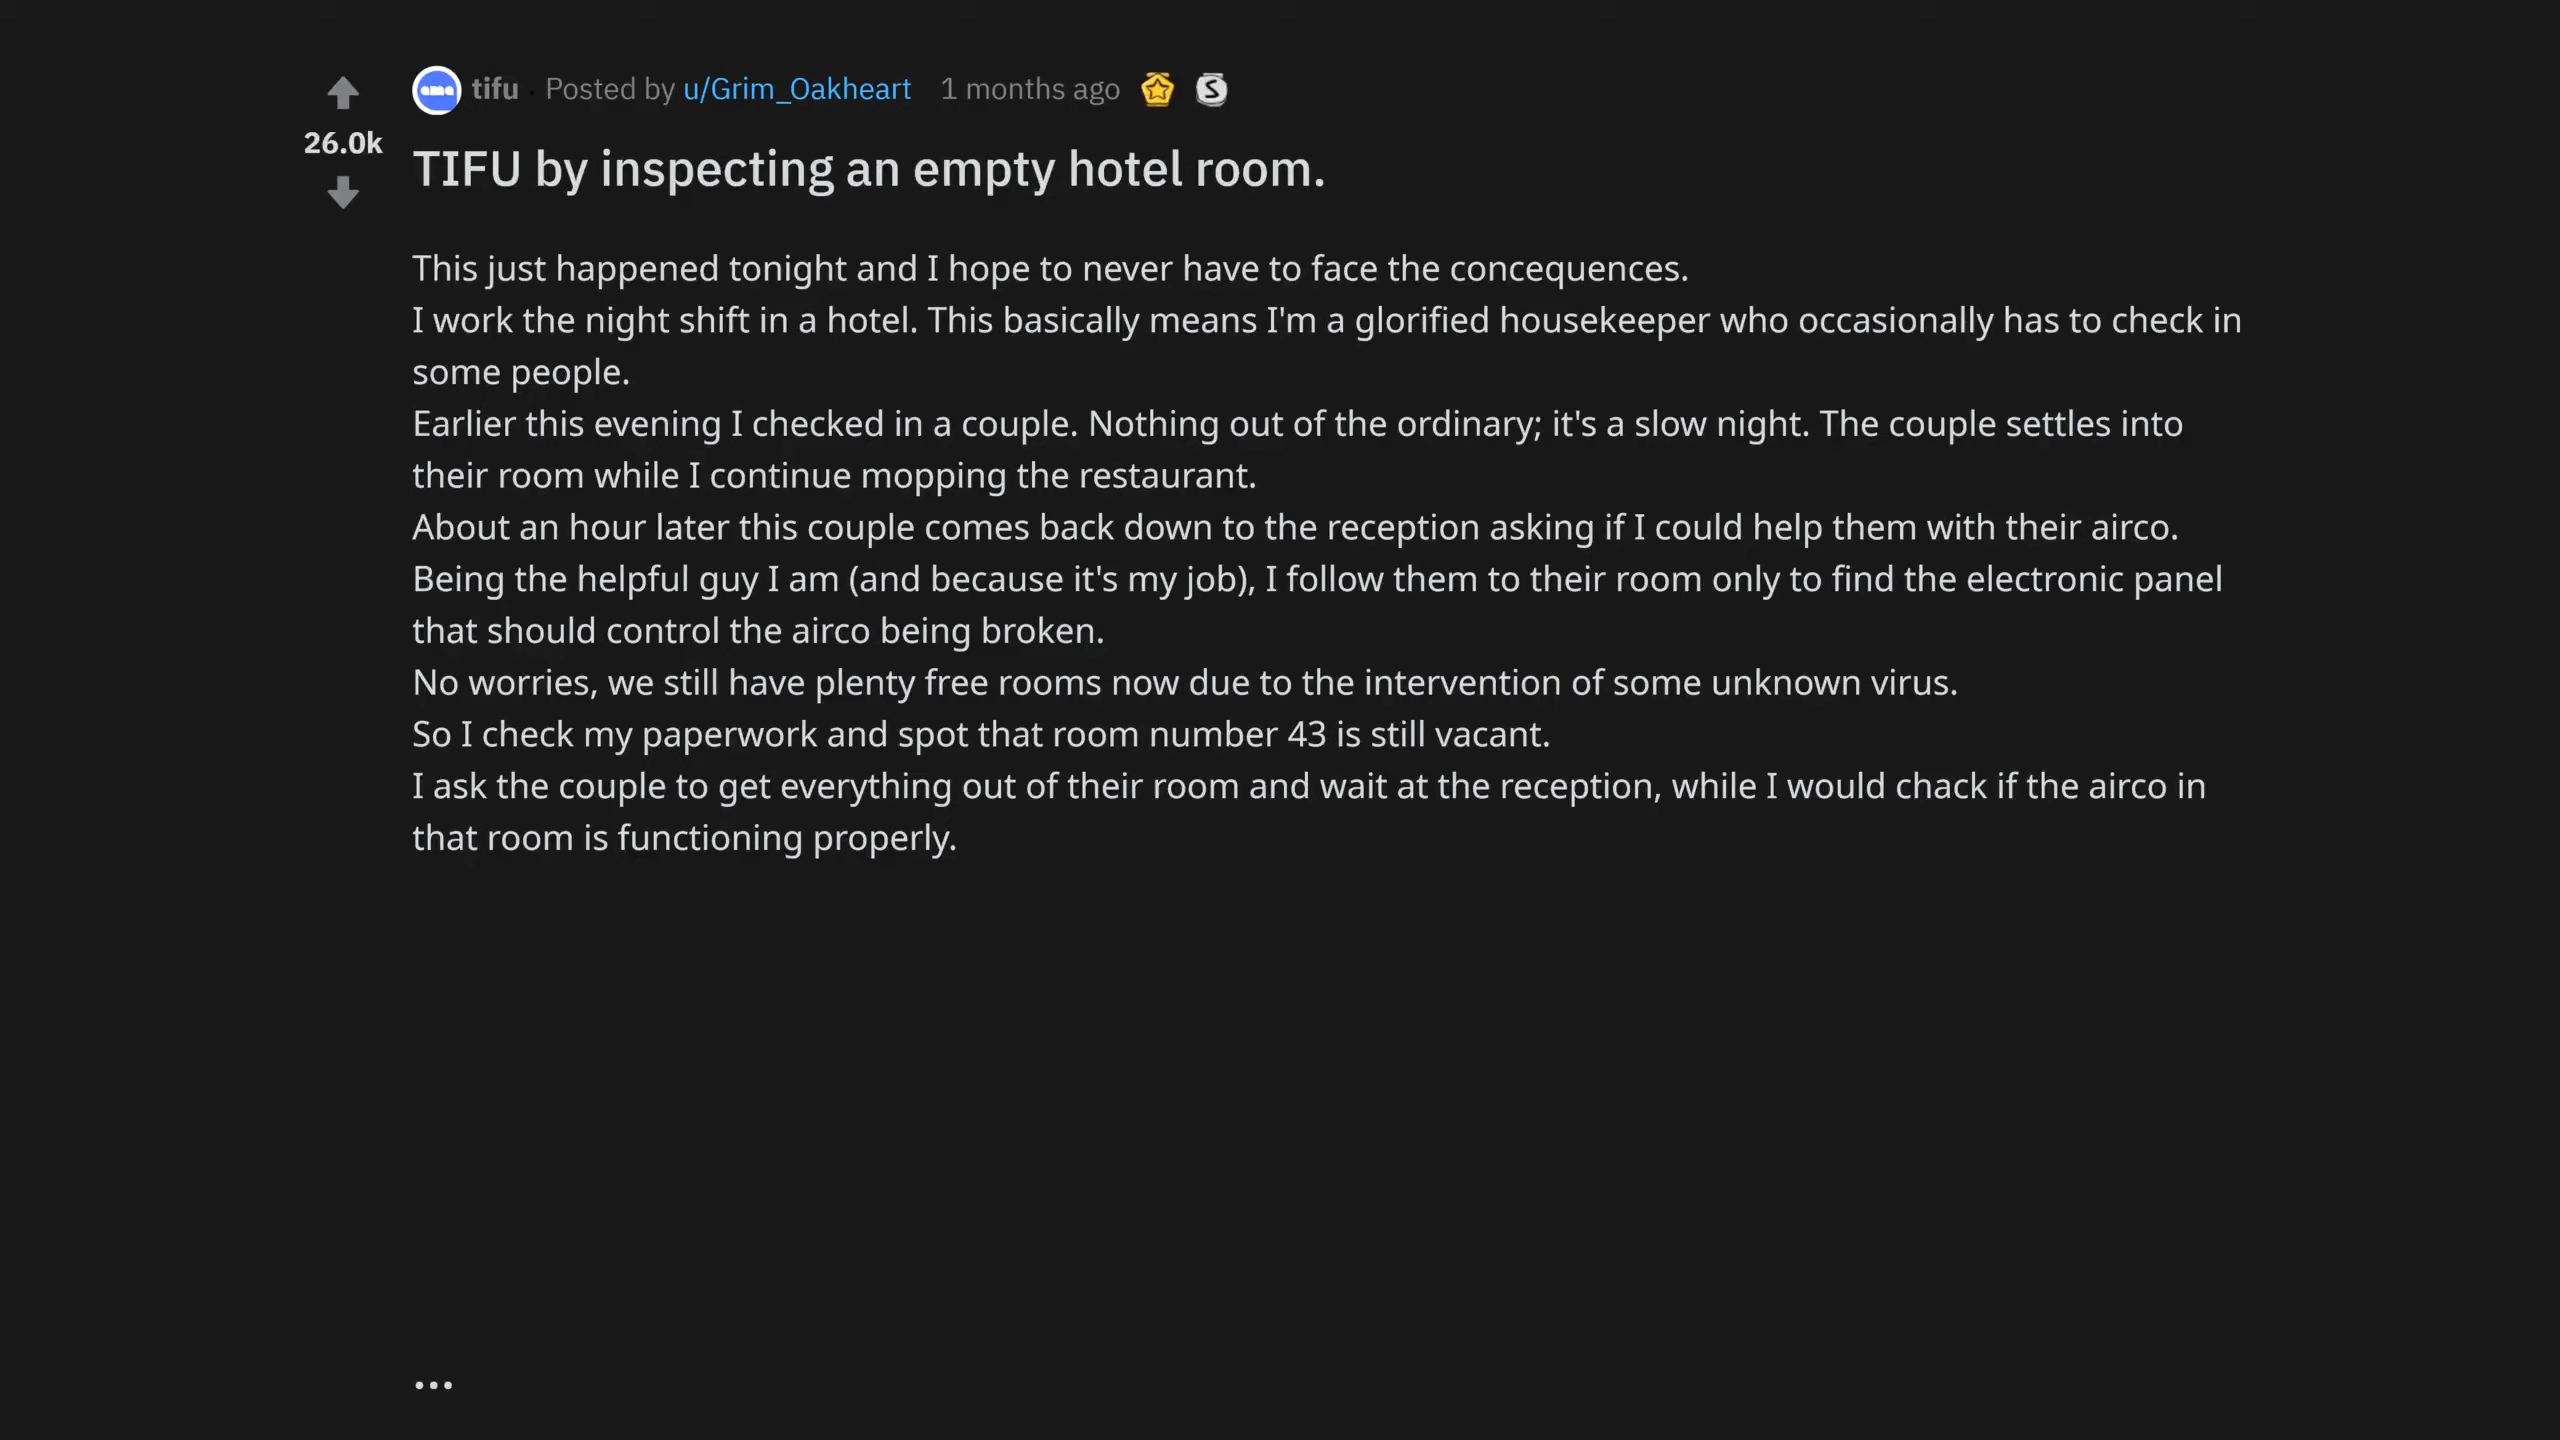 tifu · Posted by u/Grim_Oakheart 1 months ago
26.0k
TIFU by inspecting an empty hotel room.
This just happened tonight and I hope to never have to face the concequences.
I work the night shift in a hotel. This basically means I'm a glorified housekeeper who occasionally has to check in
some people.
Earlier this evening I checked in a couple. Nothing out of the ordinary; it's a slow night. The couple settles into
their room while I continue mopping the restaurant.
About an hour later this couple comes back down to the reception asking if I could help them with their airco.
Being the helpful guy I am (and because it's my job), I follow them to their room only to find the electronic panel
that should control the airco being broken.
No worries, we still have plenty free rooms now due to the intervention of some unknown virus.
So I check my paperwork and spot that room number 43 is still vacant.
I ask the couple to get everything out of their room and wait at the reception, while I would chack if the airco in
that room is functioning properly.
...